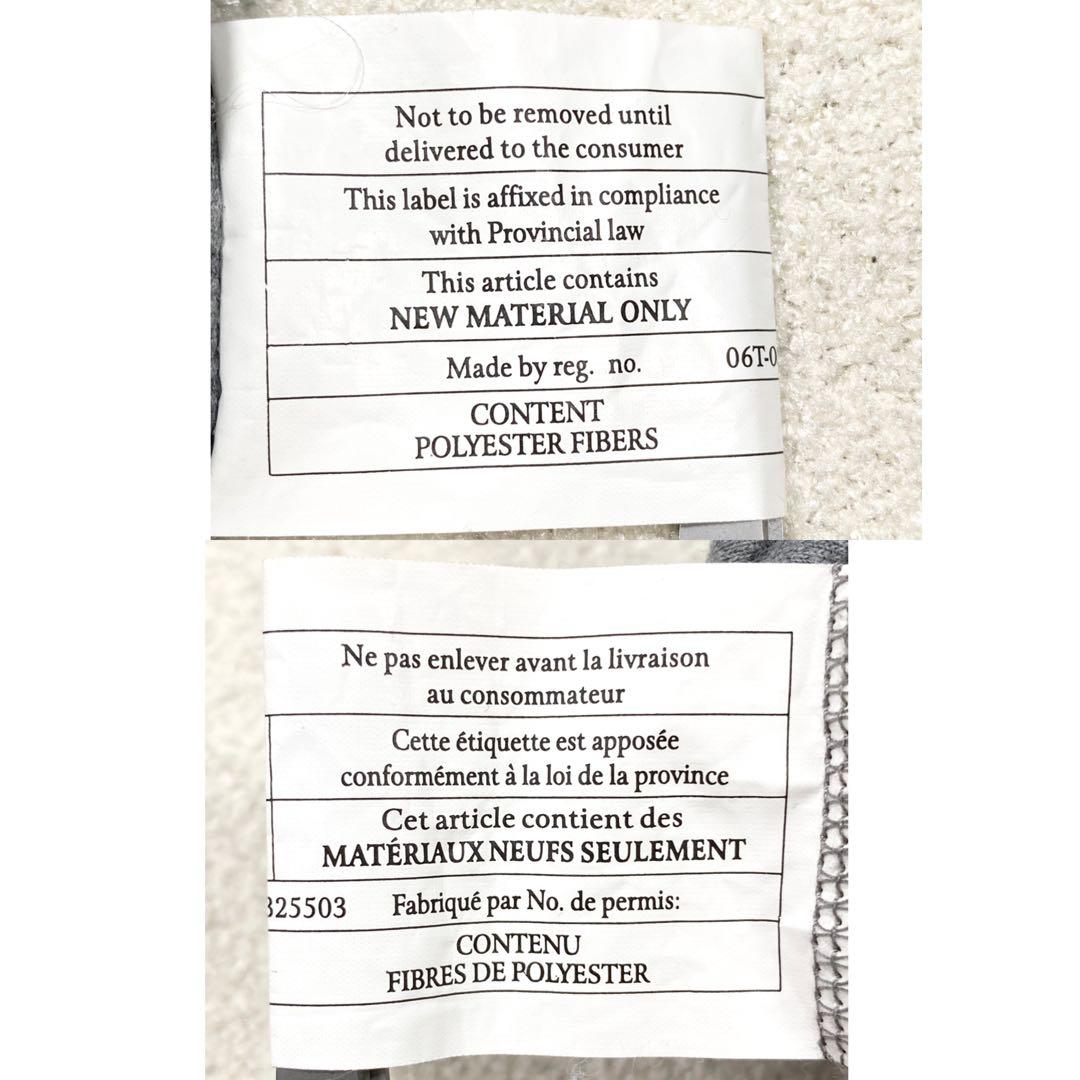 Not to be removed until
delivered to the consumer
This label is affixed in compliance
with Provincial law
This article contains
NEW MATERIAL ONLY
Made by reg. no. 06T-0
CONTENT
POLYESTER FIBERS
Ne pas enlever avant la livraison
au consommateur
Cette étiquette est apposée
conformément à la loi de la province
Cet article contient des
MATÉRIAUX NEUFS SEULEMENT
325503 Fabriqué par No. de permis:
CONTENU
FIBRES DE POLYESTER